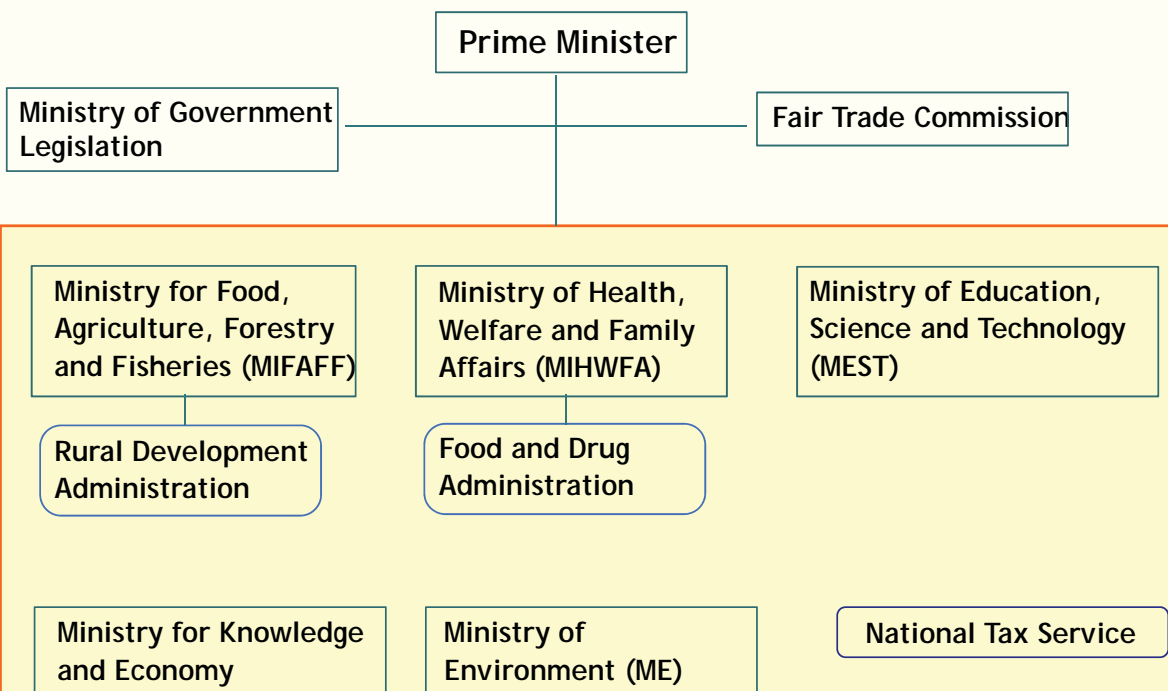 Prime Minister
Ministry of Government
Legislation
Fair Trade Commission
Ministry for Food,
Agriculture, Forestry
and Fisheries (MIFAFF)
Ministry of Health,
Welfare and Family
Affairs (MIHWFA)
Ministry of Education,
Science and Technology
(MEST)
Rural Development
Administration
Food and Drug
Administration
Ministry for Knowledge
and Economy
Ministry of
Environment (ME)
National Tax Service